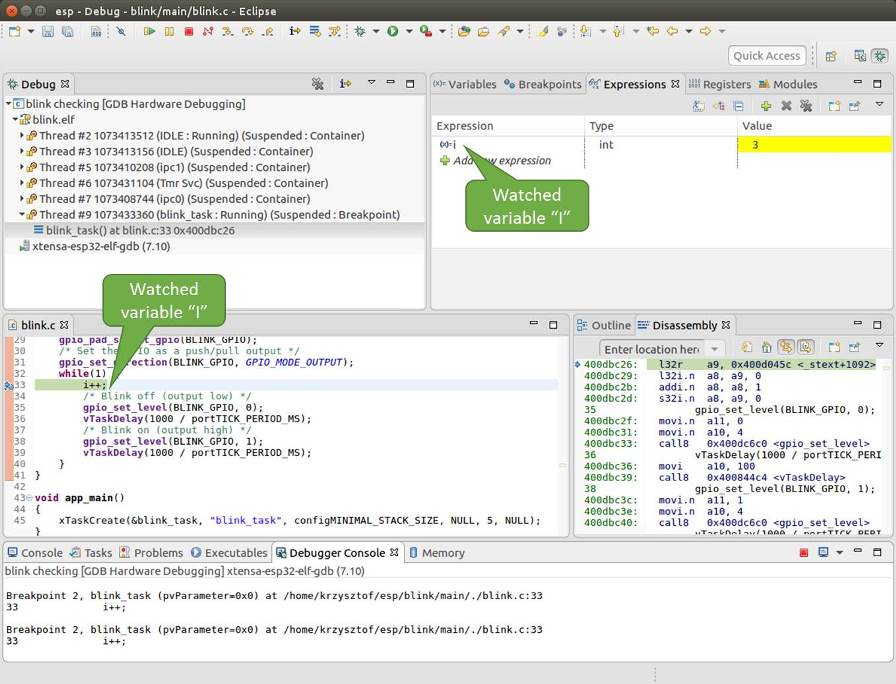 esp - Debug - blink/main/blink.c - Eclipse
Quick Access
Debug
blink checking [GDB Hardware Debugging]
blink.elf
Thread #2 1073413512 (IDLE : Running) (Suspended : Container)
Thread #3 1073413156 (IDLE) (Suspended : Container)
Thread #5 1073410208 (ipc1) (Suspended : Container)
Thread #6 1073431104 (Tmr Svc) (Suspended : Container)
Thread #7 1073408744 (ipc0) (Suspended : Container)
Thread #9 1073433360 (blink_task : Running) (Suspended : Breakpoint)
blink_task() at blink.c:33 0x400dbc26
xtensa-esp32-elf-gdb (7.10)
(x)= Variables Breakpoints Expressions Registers Modules
Expression Type Value
(x)= i int 3
Add new expression
Watched
variable “I”
Watched
variable “I”
blink.c
29 gpio_pad_select_gpio(BLINK_GPIO);
30 /* Set the GPIO as a push/pull output */
31 gpio_set_direction(BLINK_GPIO, GPIO_MODE_OUTPUT);
32 while(1)
33 i++;
34 /* Blink off (output low) */
35 gpio_set_level(BLINK_GPIO, 0);
36 vTaskDelay(1000 / portTICK_PERIOD_MS);
37 /* Blink on (output high) */
38 gpio_set_level(BLINK_GPIO, 1);
39 vTaskDelay(1000 / portTICK_PERIOD_MS);
40 }
41 }
42
43 void app_main()
44 {
45 xTaskCreate(&blink_task, "blink_task", configMINIMAL_STACK_SIZE, NULL, 5, NULL);
}
Outline Disassembly
Enter location her
400dbc26: l32r a9, 0x400d045c <_stext+1092>
400dbc29: l32i.n a8, a9, 0
400dbc2b: addi.n a8, a8, 1
400dbc2d: s32i.n a8, a9, 0
35 gpio_set_level(BLINK_GPIO, 0);
400dbc2f: movi.n a11, 0
400dbc31: movi.n a10, 4
400dbc33: call8 0x400dc6c0 <gpio_set_level>
36 vTaskDelay(1000 / portTICK_PERI
400dbc36: movi a10, 100
400dbc39: call8 0x400844c4 <vTaskDelay>
38 gpio_set_level(BLINK_GPIO, 1);
400dbc3c: movi.n a11, 1
400dbc3e: movi.n a10, 4
400dbc40: call8 0x400dc6c0 <gpio_set_level>
vTaskDelay(1000 / portTICK_PERI
Console Tasks Problems Executables Debugger Console Memory
blink checking [GDB Hardware Debugging] xtensa-esp32-elf-gdb (7.10)
Breakpoint 2, blink_task (pvParameter=0x0) at /home/krzysztof/esp/blink/main/./blink.c:33
33 i++;
Breakpoint 2, blink_task (pvParameter=0x0) at /home/krzysztof/esp/blink/main/./blink.c:33
33 i++;